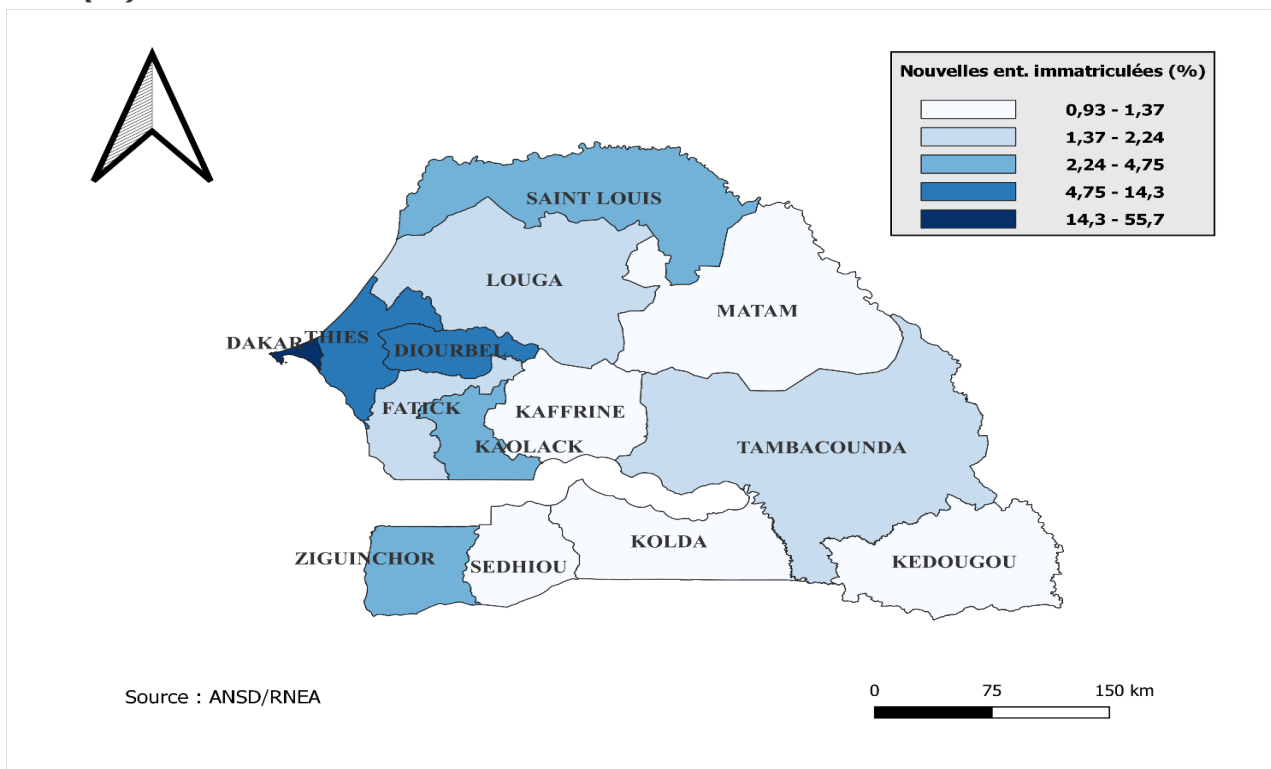 Nouvelles ent. immatriculées (%)
0,93 - 1,37
1,37 - 2,24
2,24 - 4,75
4,75 - 14,3
14,3 - 55,7
SAINT LOUIS
LOUGA
MATAM
DAKAR
THIES
DIOURBEL
FATICK
KAFFRINE
KAOLACK
TAMBACOUNDA
ZIGUINCHOR
SEDHIOU
KOLDA
KEDOUGOU
Source : ANSD/RNEA
0 75 150 km